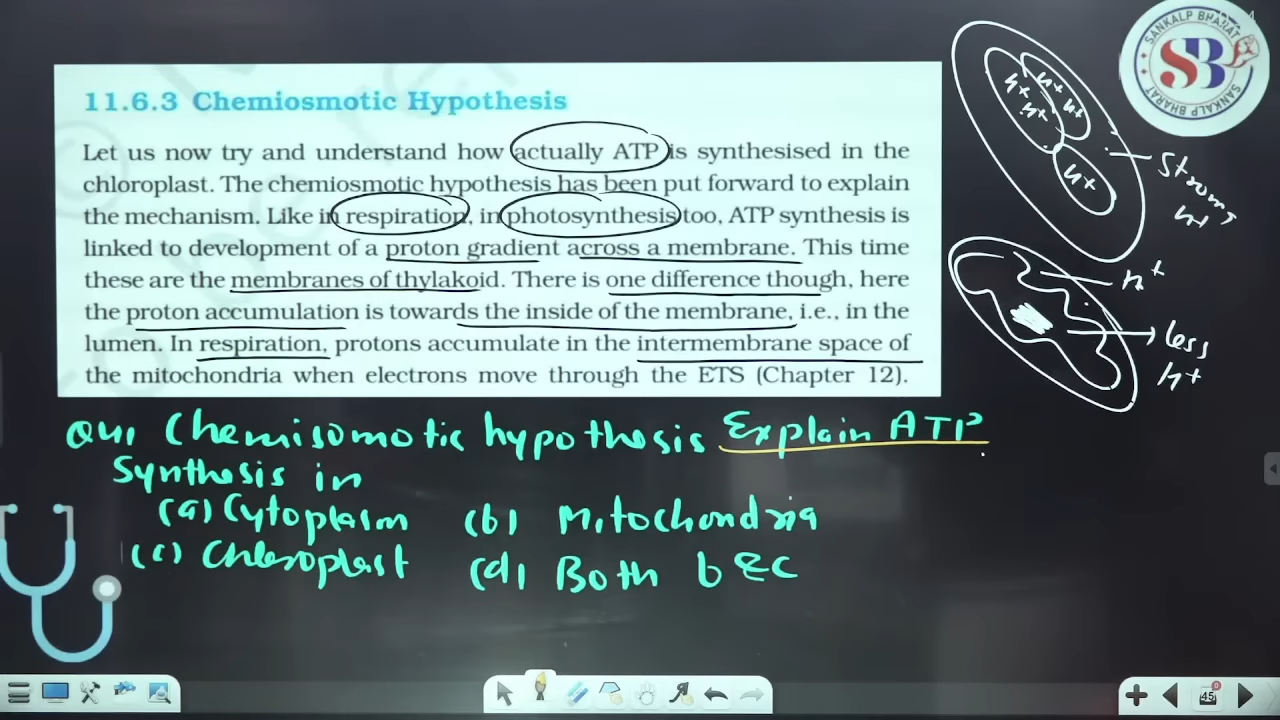 11.6.3 Chemiosmotic Hypothesis
Let us now try and understand how actually ATP is synthesised in the
chloroplast. The chemiosmotic hypothesis has been put forward to explain
the mechanism. Like in respiration, in photosynthesis too, ATP synthesis is
linked to development of a proton gradient across a membrane. This time
these are the membranes of thylakoid. There is one difference though, here
the proton accumulation is towards the inside of the membrane, i.e., in the
lumen. In respiration, protons accumulate in the intermembrane space of
the mitochondria when electrons move through the ETS (Chapter 12).
Chemisomotic hypothesis Explain ATP
Synthesis in
(a) Cytoplasm (b) Mitochondria
(c) Chloroplast (d) Both b & c
H+ H+
H+ H+
H+
H+
H+
less
H+
SANKALP BHARAT
SB
SANKALP BHARAT
45